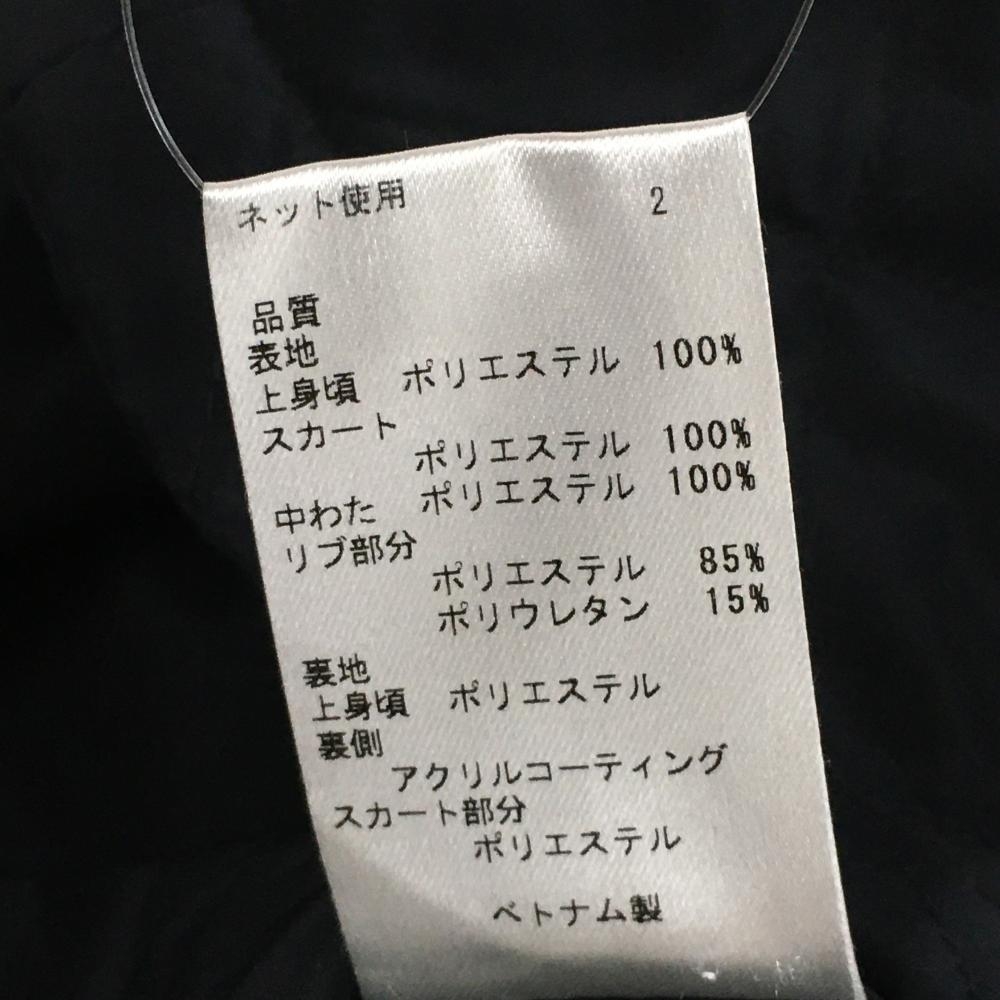 ネット使用 2
品質
表地
上身頃 ポリエステル 100%
スカート
ポリエステル 100%
中わた ポリエステル 100%
リブ部分
ポリエステル 85%
ポリウレタン 15%
裏地
上身頃 ポリエステル
裏側
アクリルコーティング
スカート部分
ポリエステル
ベトナム製